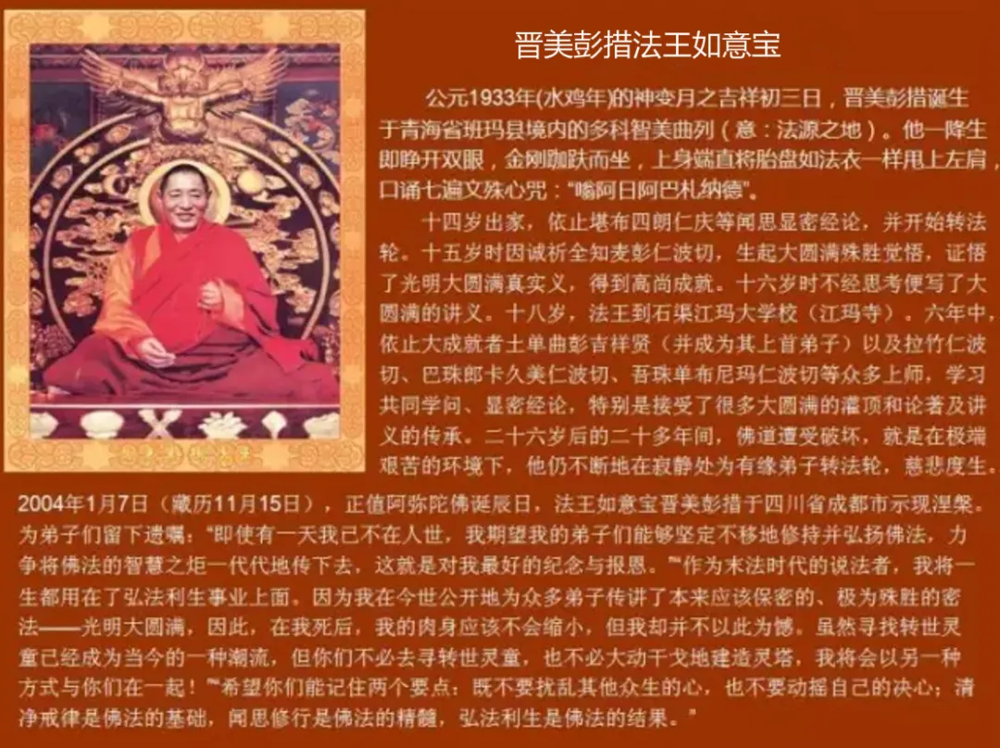 晋美彭措法王如意宝
公元1933年(水鸡年)的神变月之吉祥初三日，晋美彭措诞生
于青海省班玛县境内的多科智美曲列（意：法源之地）。他一降生
即睁开双眼，金刚跏趺而坐，上身端直将胎盘如法衣一样甩上左肩，
口诵七遍文殊心咒：“嗡阿日阿巴札纳德”。
十四岁出家，依止堪布四朗仁庆等闻思显密经论，并开始转法
轮。十五岁时因诚祈全知麦彭仁波切，生起大圆满殊胜觉悟，证悟
了光明大圆满真实义，得到高尚成就。十六岁时不经思考便写了大
圆满的讲义。十八岁，法王到石渠江玛大学校（江玛寺）。六年中，
依止大成就者土单曲彭吉祥贤（并成为其上首弟子）以及拉竹仁波
切、巴珠郎卡久美仁波切、吾珠单布尼玛仁波切等众多上师，学习
共同学问、显密经论，特别是接受了很多大圆满的灌顶和论著及讲
义的传承。二十六岁后的二十多年间，佛道遭受破坏，就是在极端
艰苦的环境下，他仍不断地在寂静处为有缘弟子转法轮，慈悲度生。
2004年1月7日（藏历11月15日），正值阿弥陀佛诞辰日，法王如意宝晋美彭措于四川省成都市示现涅槃。
为弟子们留下遗嘱：“即使有一天我己不在人世，我期望我的弟子们能够坚定不移地修持并弘扬佛法，力
争将佛法的智慧之炬一代代地传下去，这就是对我最好的纪念与报恩。”“作为末法时代的说法者，我将一
生都用在了弘法利生事业上面。因为我在今世公开地为众多弟子传讲了本来应该保密的、极为殊胜的密
法——光明大圆满，因此，在我死后，我的肉身应该不会缩小，但我却并不以此为憾。虽然寻找转世灵
童己经成为当今的一种潮流，但你们不必去寻转世灵童，也不必大动干戈地建造灵塔，我将会以另一种
方式与你们在一起！”“希望你们能记住两个要点：既不要扰乱其他众生的心，也不要动摇自己的决心；清
净戒律是佛法的基础，闻思修行是佛法的精髓，弘法利生是佛法的结果。”